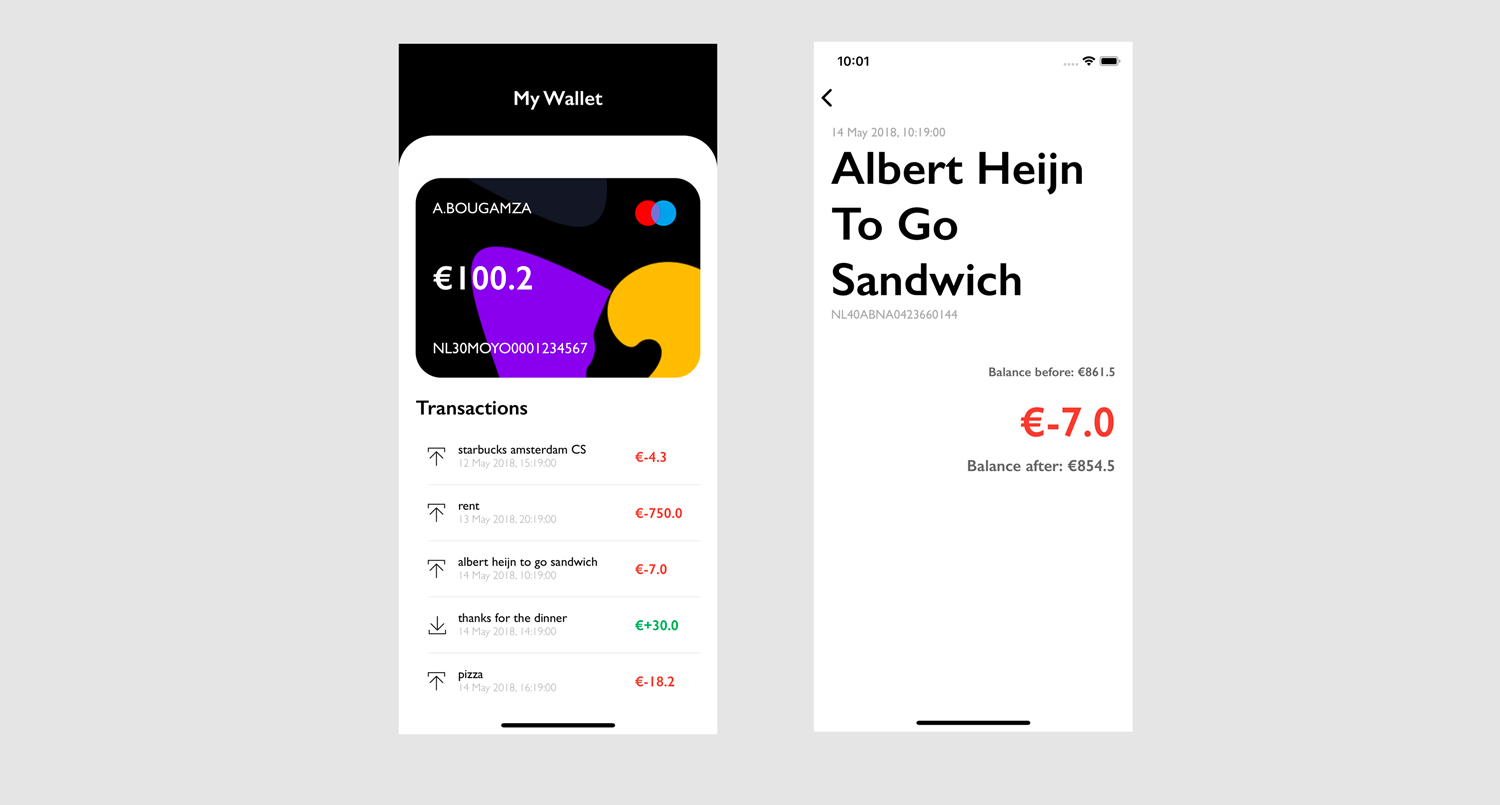 My Wallet
A.BOUGAMZA
€100.2
NL30MOYO0001234567
Transactions
starbucks amsterdam CS
12 May 2018, 15:19:00
€-4.3
rent
13 May 2018, 20:19:00
€-750.0
albert heijn to go sandwich
14 May 2018, 10:19:00
€-7.0
thanks for the dinner
14 May 2018, 14:19:00
€+30.0
pizza
14 May 2018, 16:19:00
€-18.2
10:01
14 May 2018, 10:19:00
Albert Heijn
To Go
Sandwich
NL40ABNA0423660144
Balance before: €861.5
€-7.0
Balance after: €854.5